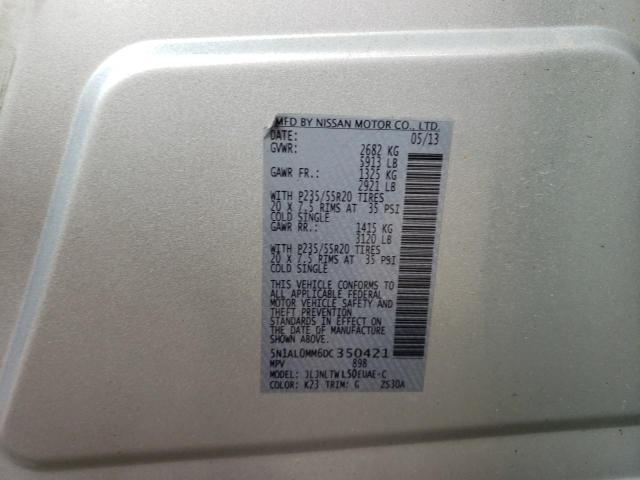 MFD BY NISSAN MOTOR CO., LTD.
DATE: 05/13
GVWR: 2682 KG
5913 LB
GAWR FR.: 1325 KG
2921 LB
WITH P235/55R20 TIRES
20 X 7.5 RIMS AT 35 PSI
COLD SINGLE
GAWR RR.: 1415 KG
3120 LB
WITH P235/55R20 TIRES
20 X 7.5 RIMS AT 35 PSI
COLD SINGLE
THIS VEHICLE CONFORMS TO
ALL APPLICABLE FEDERAL
MOTOR VEHICLE SAFETY AND
THEFT PREVENTION
STANDARDS IN EFFECT ON
DATE OF MANUFACTURE
SHOWN ABOVE.
5N1AL0MM6DC350421
MPV 898
MODEL: JLJNLTWL50EUAE-C
COLOR: K23 TRIM: G ZS30A